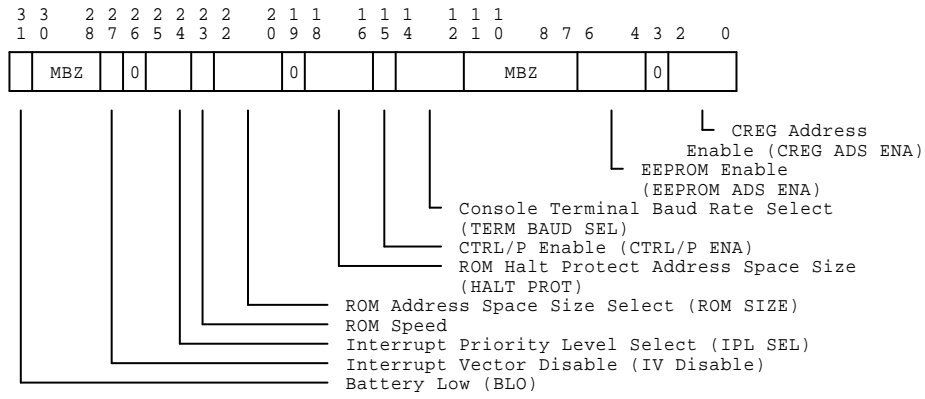 3 3 2 2 2 2 2 2 2 2 1 1 1 1 1 1 1 1
1 0 8 7 6 5 4 3 2 0 9 8 6 5 4 2 1 0 8 7 6 4 3 2 0
MBZ 0 0 MBZ 0
CREG Address
Enable (CREG ADS ENA)
EEPROM Enable
(EEPROM ADS ENA)
Console Terminal Baud Rate Select
(TERM BAUD SEL)
CTRL/P Enable (CTRL/P ENA)
ROM Halt Protect Address Space Size
(HALT PROT)
ROM Address Space Size Select (ROM SIZE)
ROM Speed
Interrupt Priority Level Select (IPL SEL)
Interrupt Vector Disable (IV Disable)
Battery Low (BLO)